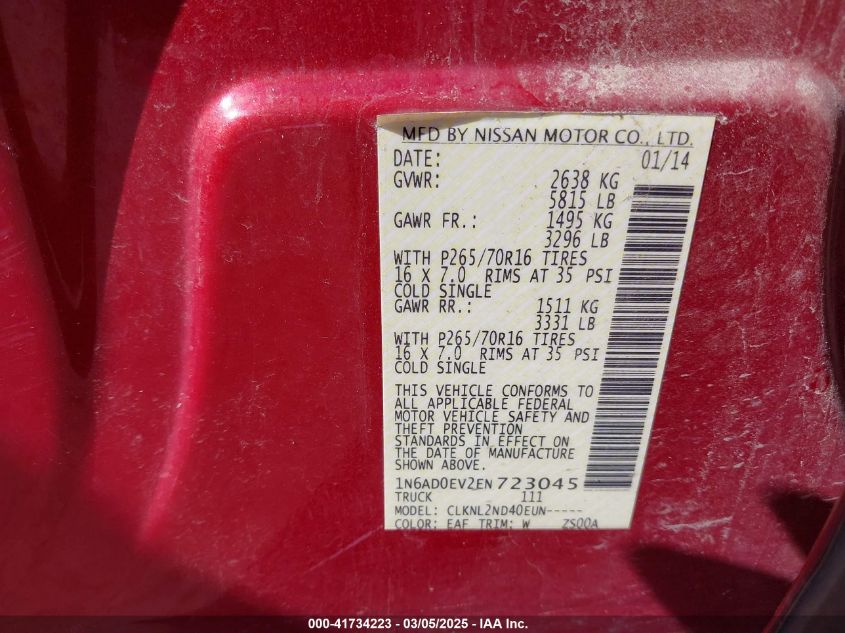 MFD BY NISSAN MOTOR CO., LTD.
DATE: 01/14
GVWR: 2638 KG
5815 LB
GAWR FR.: 1495 KG
3296 LB
WITH P265/70R16 TIRES
16 X 7.0 RIMS AT 35 PSI
COLD SINGLE
GAWR RR.: 1511 KG
3331 LB
WITH P265/70R16 TIRES
16 X 7.0 RIMS AT 35 PSI
COLD SINGLE
THIS VEHICLE CONFORMS TO
ALL APPLICABLE FEDERAL
MOTOR VEHICLE SAFETY AND
THEFT PREVENTION
STANDARDS IN EFFECT ON
THE DATE OF MANUFACTURE
SHOWN ABOVE.
1N6AD0EV2EN 723045
TRUCK 111
MODEL: CLKNL2ND40EUN-----
COLOR: EAF TRIM: W ZS00A
000-41734223 — 03/05/2025 — IAA Inc.